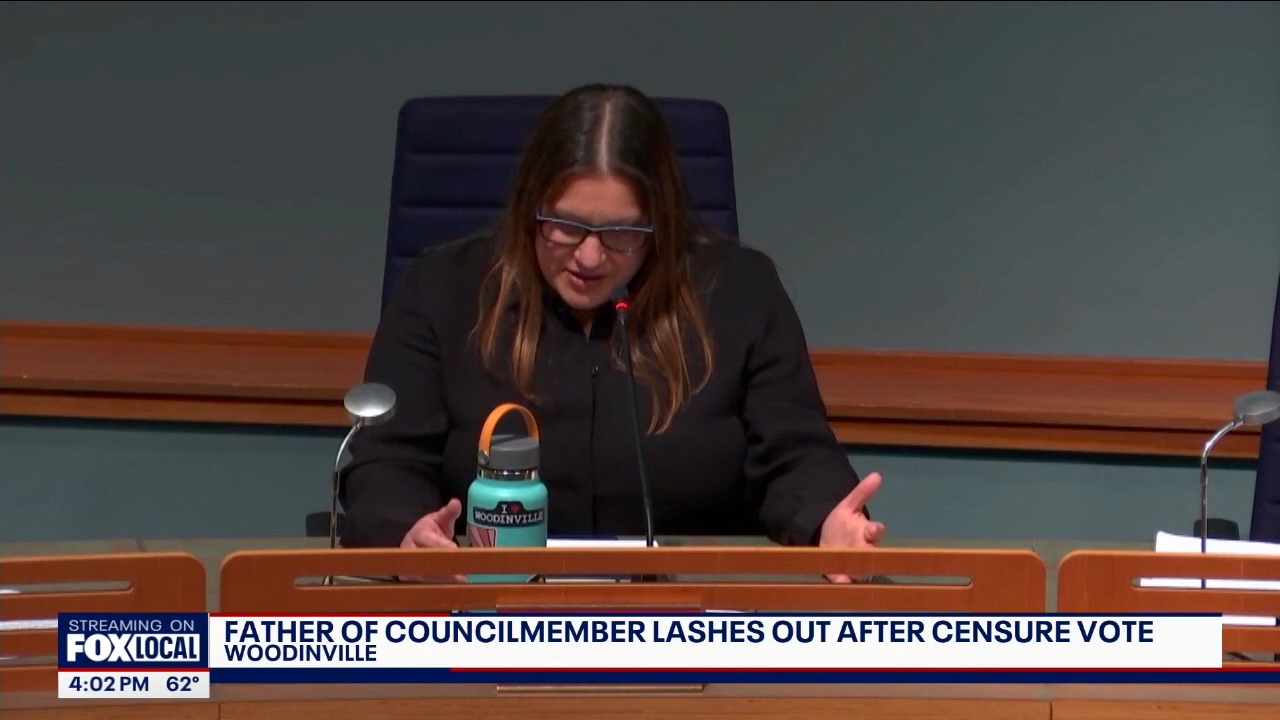 I
WOODINVILLE
STREAMING ON
FOX LOCAL
FATHER OF COUNCILMEMBER LASHES OUT AFTER CENSURE VOTE
WOODINVILLE
4:02 PM 62°